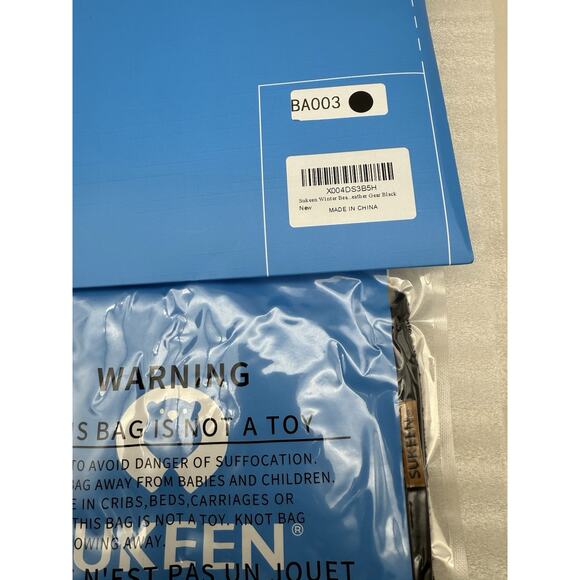 BA003
X004DS3B5H
Sukeen Winter Bea...eather Gear Black
New
MADE IN CHINA
WARNING
S BAG IS NOT A TOY
TO AVOID DANGER OF SUFFOCATION.
BAG AWAY FROM BABIES AND CHILDREN.
E IN CRIBS,BEDS,CARRIAGES OR
THIS BAG IS NOT A TOY. KNOT BAG
OWING AWAY.
UKEEN®
N'EST PAS UN JOUET
SUKEEN